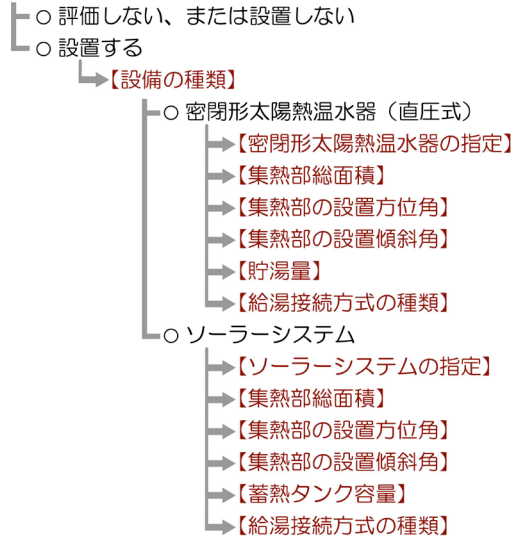 ○ 評価しない、または設置しない
○ 設置する
【設備の種類】
○ 密閉形太陽熱温水器（直圧式）
【密閉形太陽熱温水器の指定】
【集熱部総面積】
【集熱部の設置方位角】
【集熱部の設置傾斜角】
【貯湯量】
【給湯接続方式の種類】
○ ソーラーシステム
【ソーラーシステムの指定】
【集熱部総面積】
【集熱部の設置方位角】
【集熱部の設置傾斜角】
【蓄熱タンク容量】
【給湯接続方式の種類】